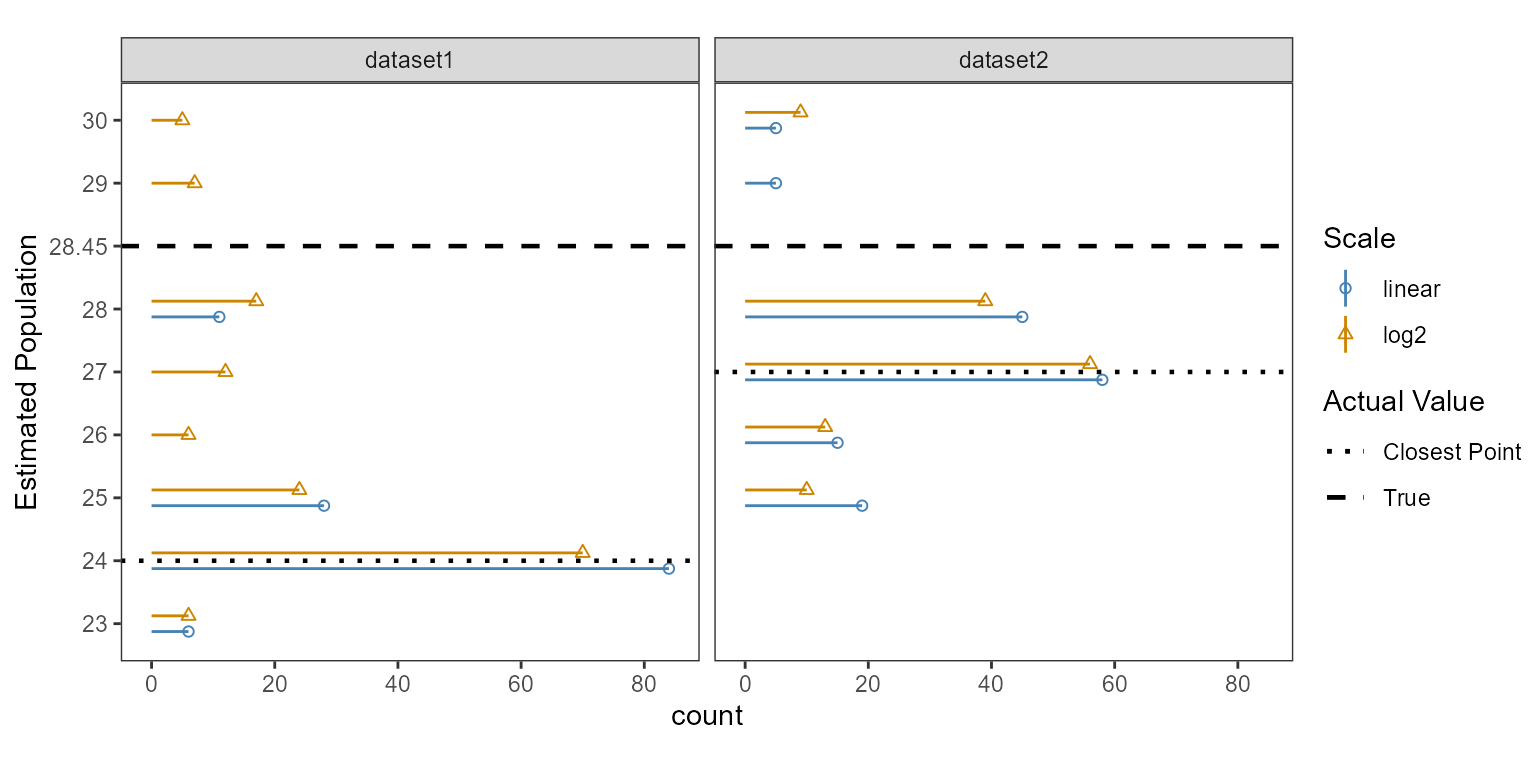 dataset1
dataset2
Estimated Population
30
29
28.45
28
27
26
25
24
23
0 20 40 60 80
0 20 40 60 80
count
Scale
linear
log2
Actual Value
Closest Point
True